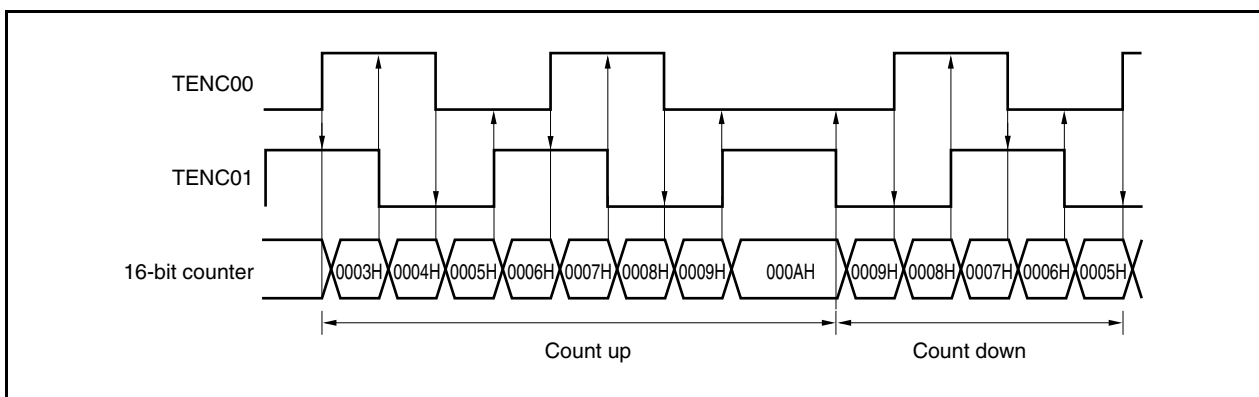 TENC00
TENC01
16-bit counter
0003H 0004H 0005H 0006H 0007H 0008H 0009H 000AH 0009H 0008H 0007H 0006H 0005H
Count up
Count down